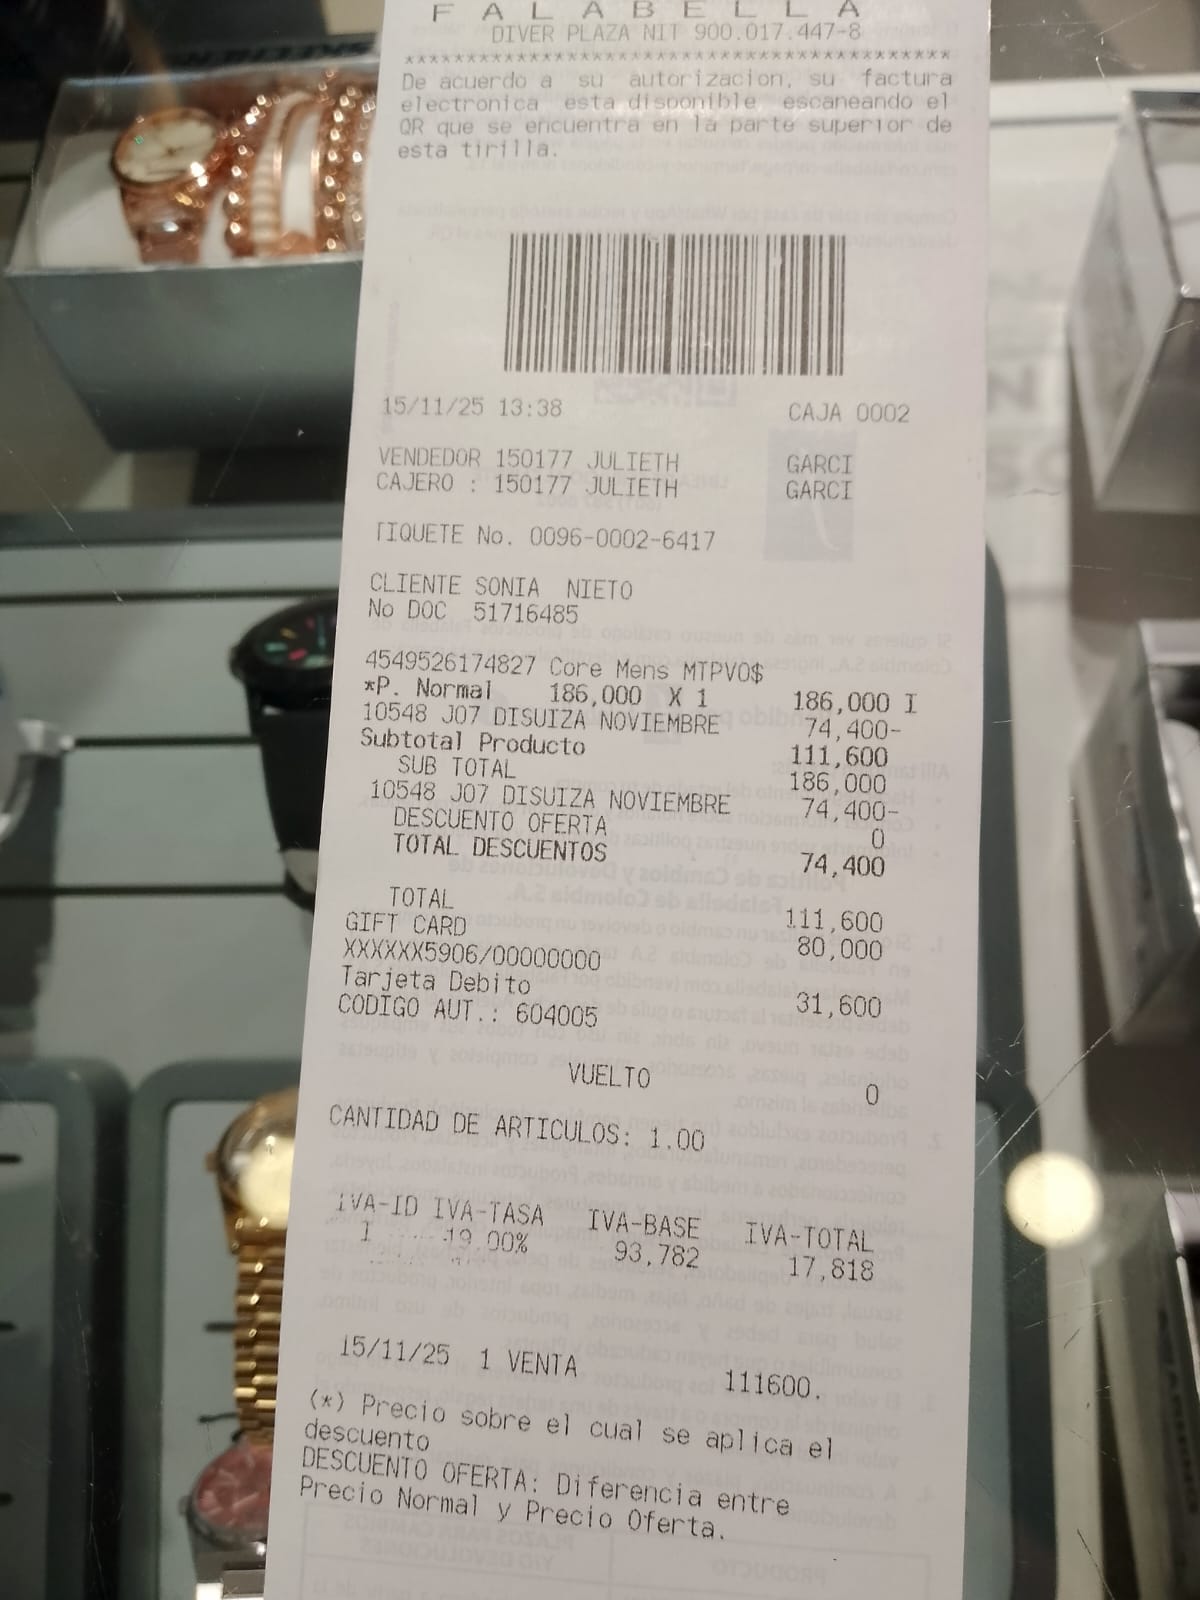 FALABELLA
DIVER PLAZA NIT 900.017.447-8
********************************************
De acuerdo a su autorizacion, su factura
electronica esta disponible escaneando el
QR que se encuentra en la parte superior de
esta tirilla.
15/11/25 13:38 CAJA 0002
VENDEDOR 150177 JULIETH GARCI
CAJERO : 150177 JULIETH GARCI
TIQUETE No. 0096-0002-6417
CLIENTE SONIA NIETO
No DOC 51716485
4549526174827 Core Mens MTPVO$
*P. Normal 186,000 X 1 186,000 I
10548 J07 DISUIZA NOVIEMBRE 74,400-
Subtotal Producto 111,600
SUB TOTAL 186,000
10548 J07 DISUIZA NOVIEMBRE 74,400-
DESCUENTO OFERTA 0
TOTAL DESCUENTOS 74,400
TOTAL 111,600
GIFT CARD 80,000
XXXXXX5906/00000000
Tarjeta Debito 31,600
CODIGO AUT.: 604005
VUELTO 0
CANTIDAD DE ARTICULOS: 1.00
IVA-ID IVA-TASA IVA-BASE IVA-TOTAL
1 19.00% 93,782 17,818
15/11/25 1 VENTA 111600.
(*) Precio sobre el cual se aplica el
descuento
DESCUENTO OFERTA: Diferencia entre
Precio Normal y Precio Oferta.